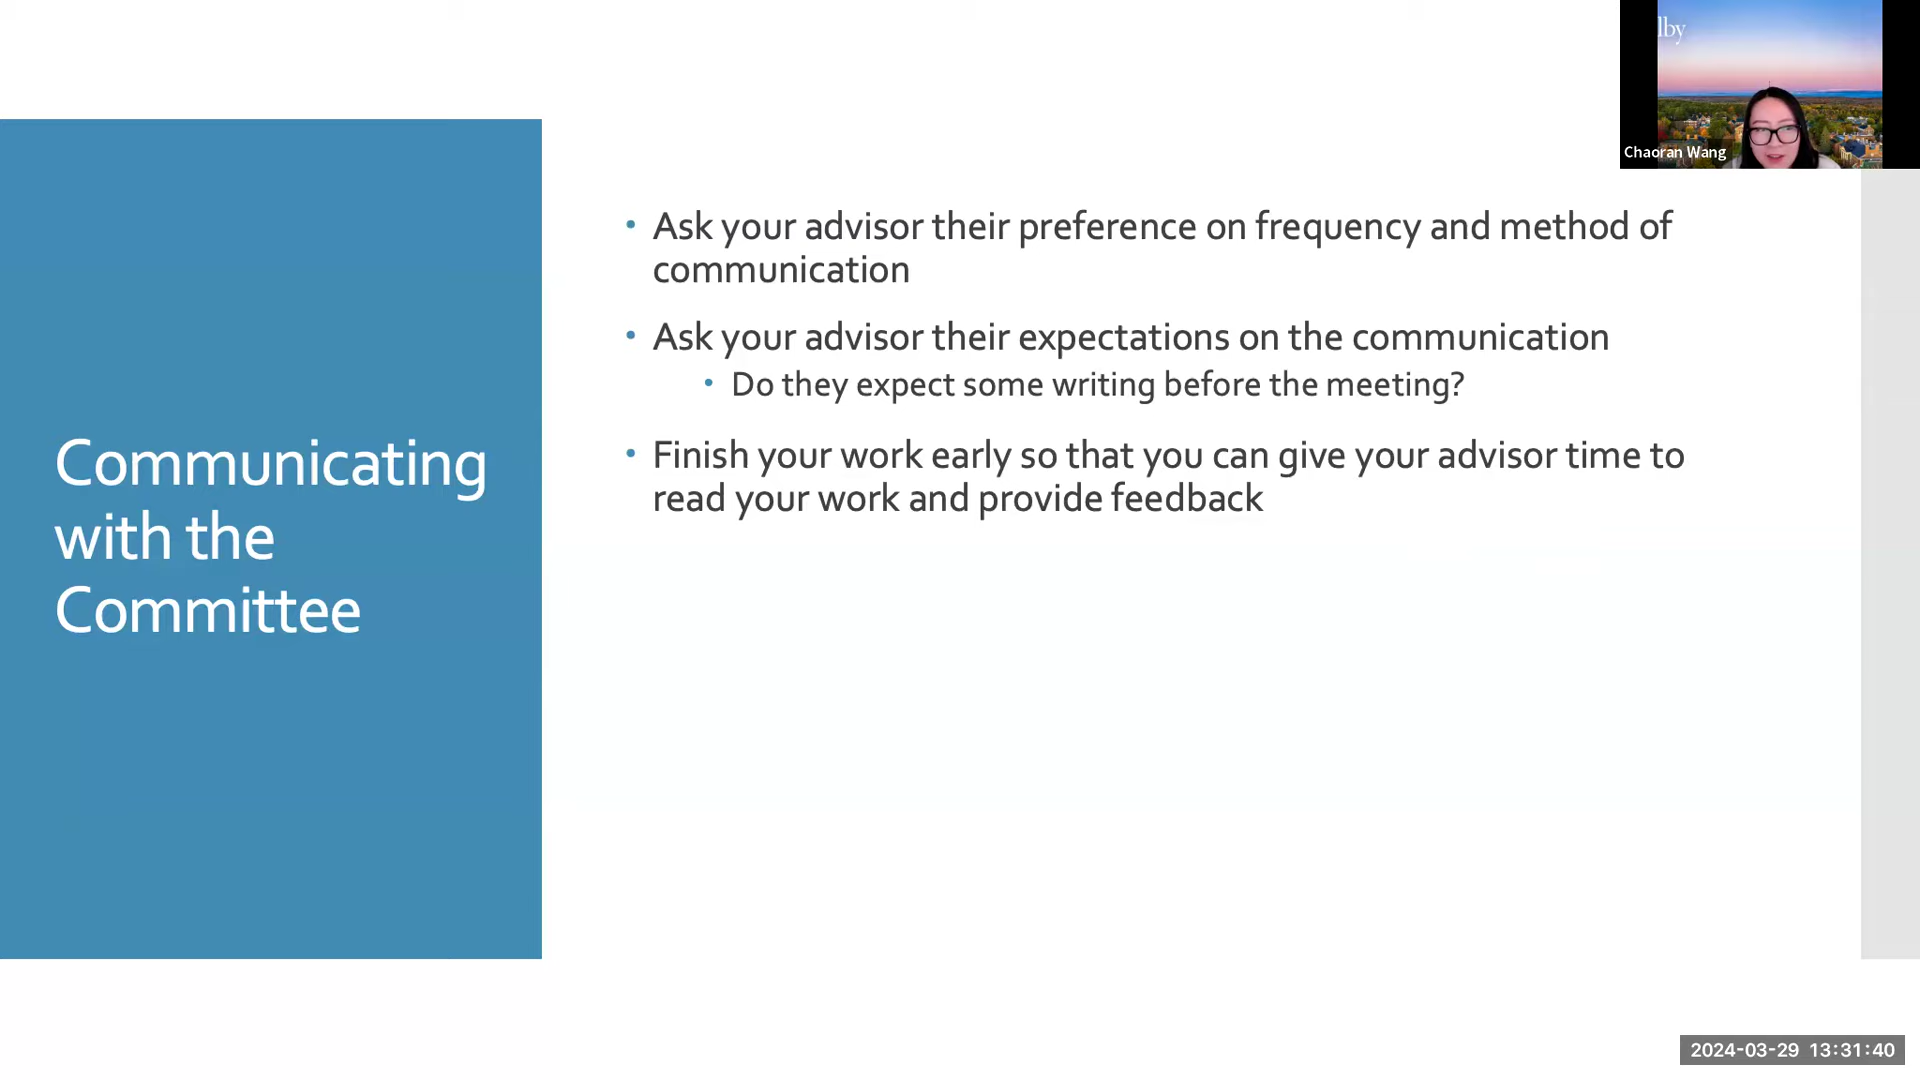 lby
Chaoran Wang
Communicating
with the
Committee
• Ask your advisor their preference on frequency and method of
communication
• Ask your advisor their expectations on the communication
• Do they expect some writing before the meeting?
• Finish your work early so that you can give your advisor time to
read your work and provide feedback
2024-03-29 13:31:40